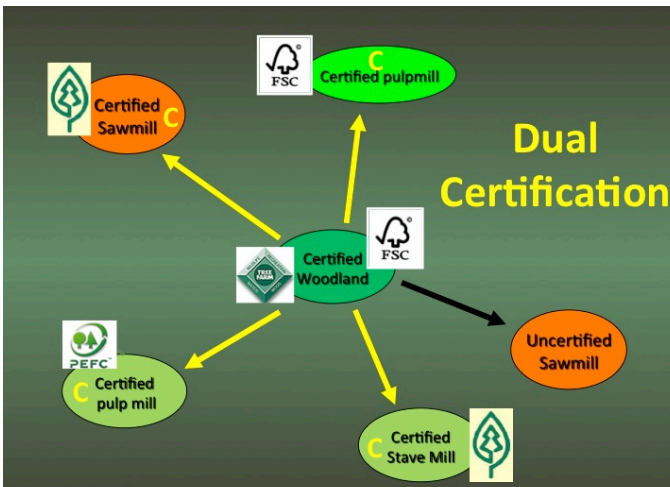 FSC
C
Certified pulpmill
Certified
Sawmill
C
Dual
Certification
FSC
Certified
Woodland
TREE
FARM
Uncertified
Sawmill
PEFC™
C
Certified
pulp mill
C
Certified
Stave Mill